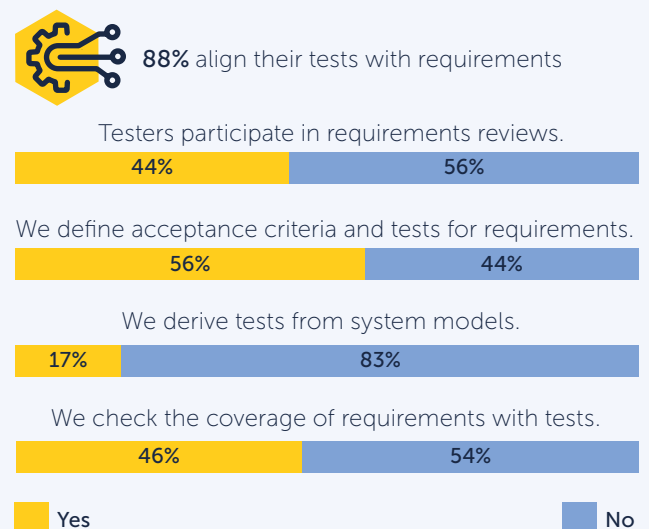 88% align their tests with requirements
Testers participate in requirements reviews.
44% 56%
We define acceptance criteria and tests for requirements.
56% 44%
We derive tests from system models.
17% 83%
We check the coverage of requirements with tests.
46% 54%
Yes No